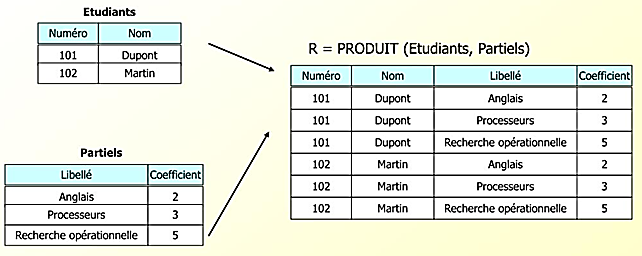 Etudiants
Numéro Nom
101 Dupont
102 Martin
Partiels
Libellé Coefficient
Anglais 2
Processeurs 3
Recherche opérationnelle 5
R = PRODUIT (Etudiants, Partiels)
Numéro Nom Libellé Coefficient
101 Dupont Anglais 2
101 Dupont Processeurs 3
101 Dupont Recherche opérationnelle 5
102 Martin Anglais 2
102 Martin Processeurs 3
102 Martin Recherche opérationnelle 5